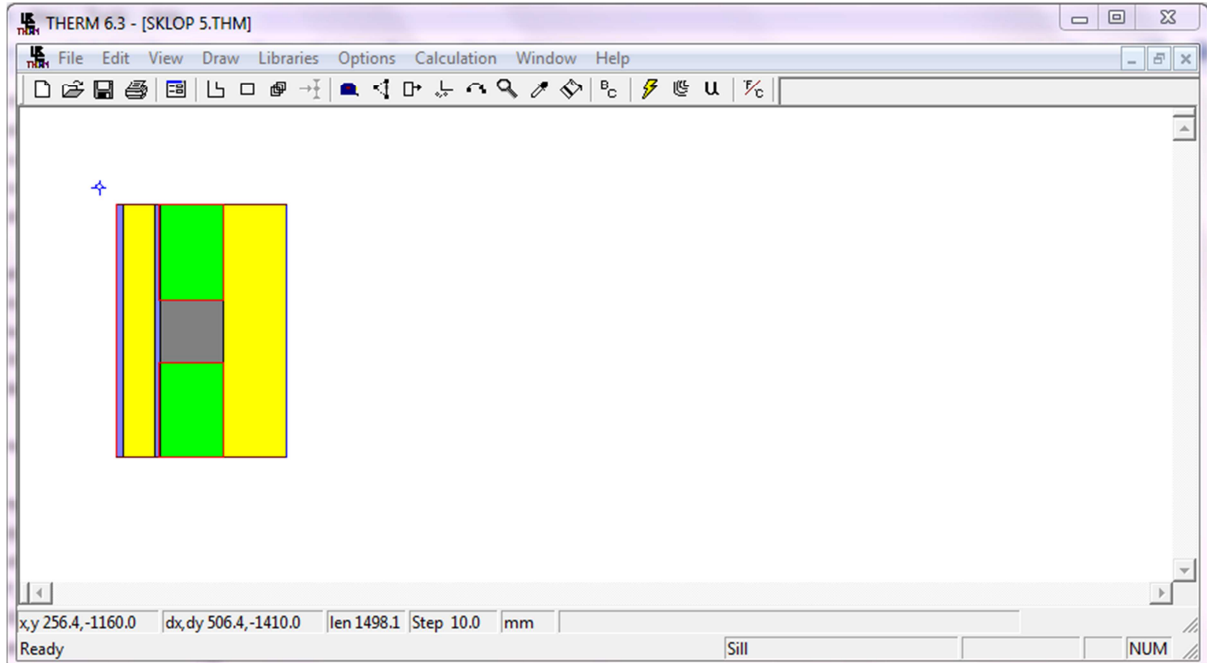 THERM 6.3 - [SKLOP 5.THM]
File Edit View Draw Libraries Options Calculation Window Help
BC U °F/C
x,y 256.4,-1160.0 dx,dy 506.4,-1410.0 len 1498.1 Step 10.0 mm
Ready Sill NUM